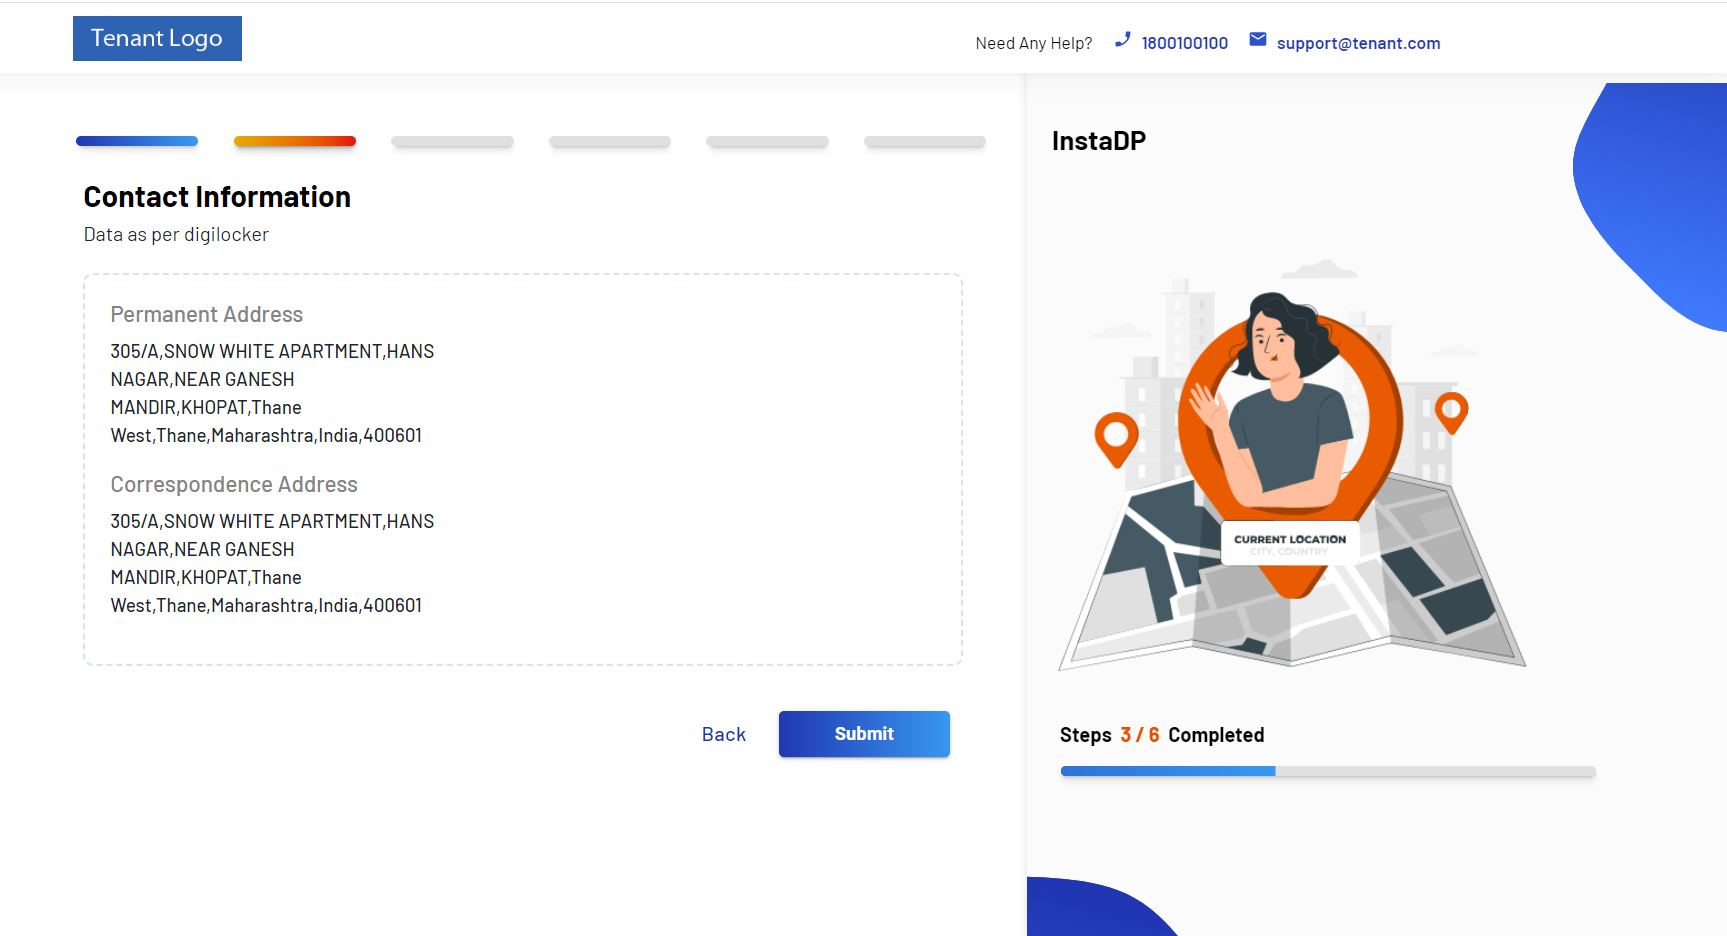 Tenant Logo
Need Any Help? 1800100100 support@tenant.com
Contact Information
Data as per digilocker
Permanent Address
305/A,SNOW WHITE APARTMENT,HANS
NAGAR,NEAR GANESH
MANDIR,KHOPAT,Thane
West,Thane,Maharashtra,India,400601
Correspondence Address
305/A,SNOW WHITE APARTMENT,HANS
NAGAR,NEAR GANESH
MANDIR,KHOPAT,Thane
West,Thane,Maharashtra,India,400601
Back
Submit
InstaDP
CURRENT LOCATION
CITY, COUNTRY
Steps 3 / 6 Completed